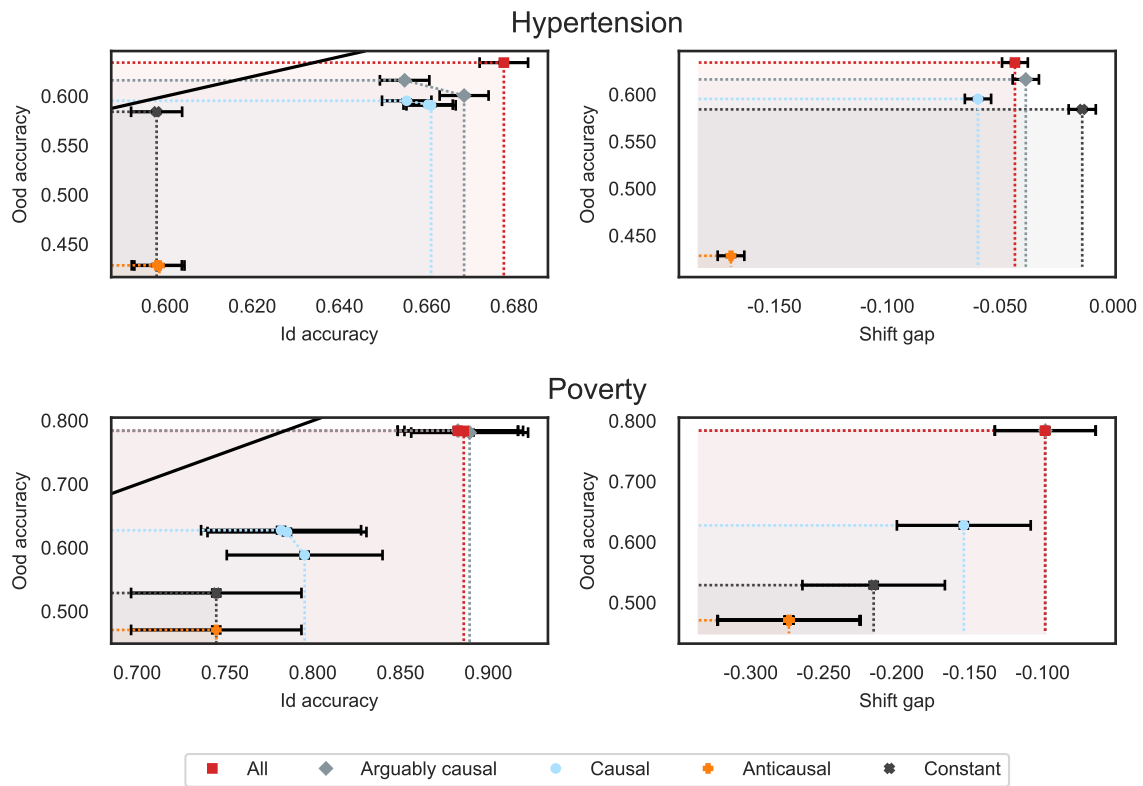 Hypertension
Ood accuracy
0.600
0.550
0.500
0.450
0.600 0.620 0.640 0.660 0.680
Id accuracy
Ood accuracy
0.600
0.550
0.500
0.450
-0.150 -0.100 -0.050 0.000
Shift gap
Poverty
Ood accuracy
0.800
0.700
0.600
0.500
0.700 0.750 0.800 0.850 0.900
Id accuracy
Ood accuracy
0.800
0.700
0.600
0.500
-0.300 -0.250 -0.200 -0.150 -0.100
Shift gap
All Arguably causal Causal Anticausal Constant